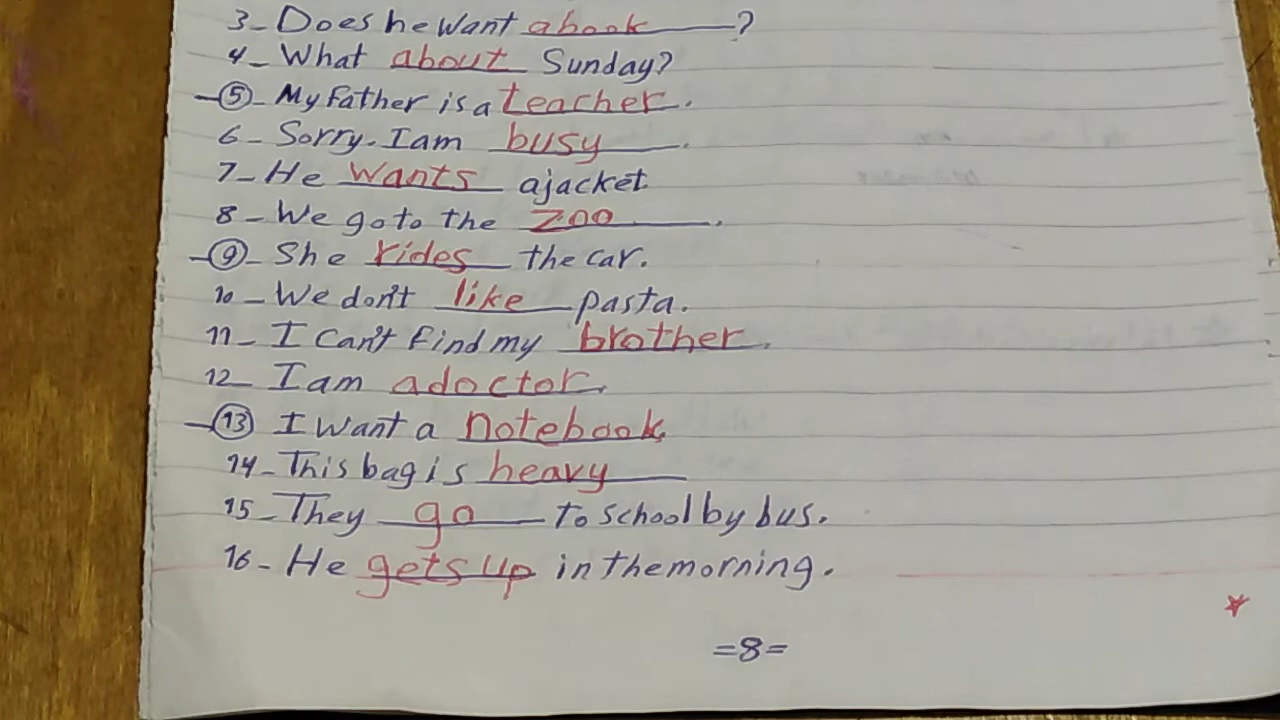 3- Does he want a book ?
4- What about Sunday?
5- My father is a teacher.
6- Sorry. I am busy.
7- He wants a jacket
8- We go to the zoo.
9- She rides the car.
10- We don't like pasta.
11- I Can't find my brother.
12- I am a doctor.
13 I want a notebook.
14- This bag is heavy
15- They go to school by bus.
16- He gets up in the morning.
=8=